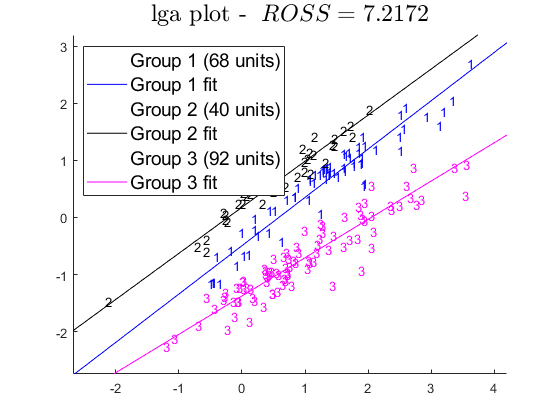 lga plot - ROSS = 7.2172
3
Group 1 (68 units)
Group 1 fit
2
Group 2 (40 units)
Group 2 fit
1
Group 3 (92 units)
Group 3 fit
0
-1
-2
-2 -1 0 1 2 3 4